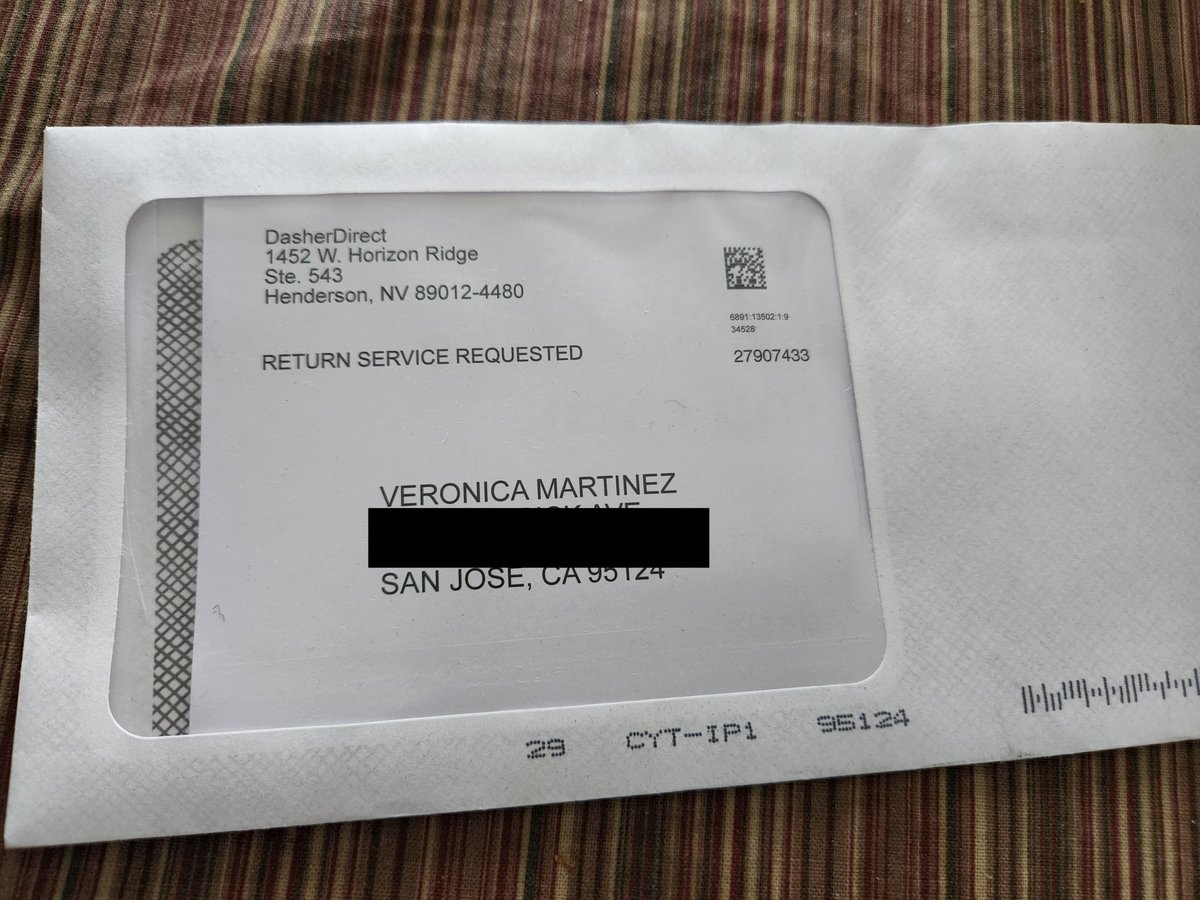 DasherDirect
1452 W. Horizon Ridge
Ste. 543
Henderson, NV 89012-4480
6891:13502:1:9
34528
RETURN SERVICE REQUESTED 27907433
VERONICA MARTINEZ
AVE
SAN JOSE, CA 95124
29 CYT-IP1 95124